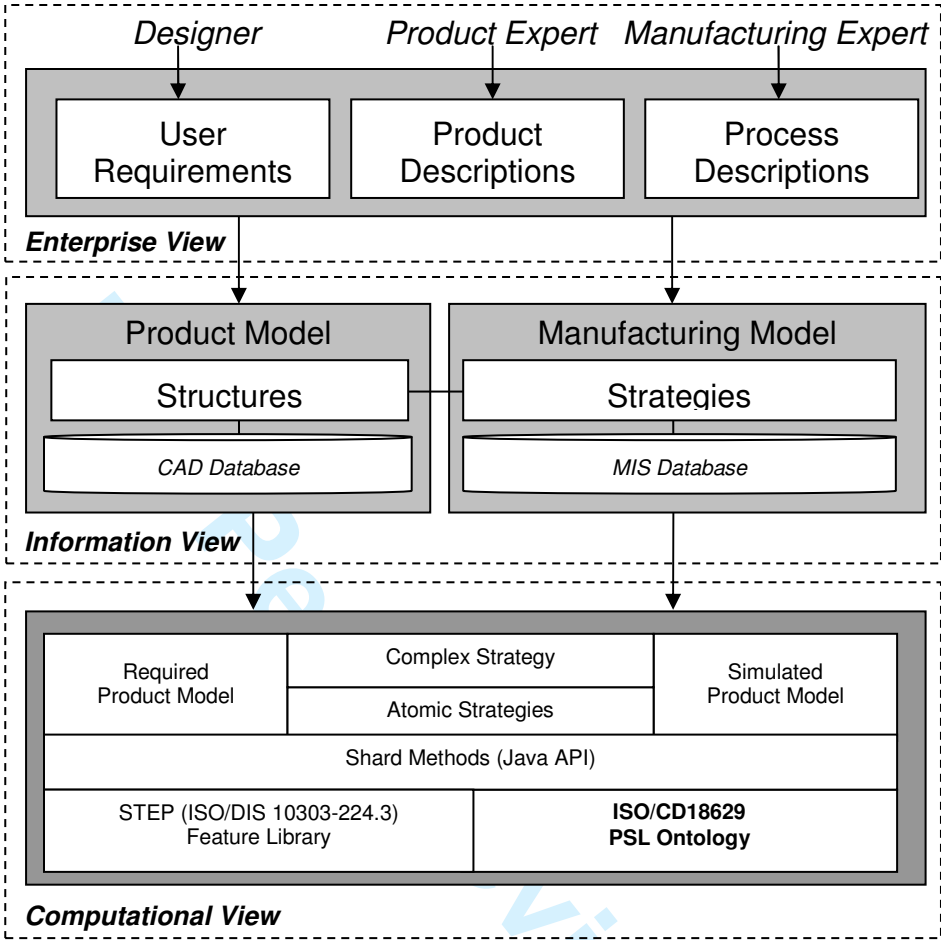 Designer Product Expert Manufacturing Expert
User
Requirements
Product
Descriptions
Process
Descriptions
Enterprise View
Product Model
Manufacturing Model
Structures
Strategies
CAD Database
MIS Database
Information View
Required
Product Model
Complex Strategy
Atomic Strategies
Simulated
Product Model
Shard Methods (Java API)
STEP (ISO/DIS 10303-224.3)
Feature Library
ISO/CD18629
PSL Ontology
Computational View